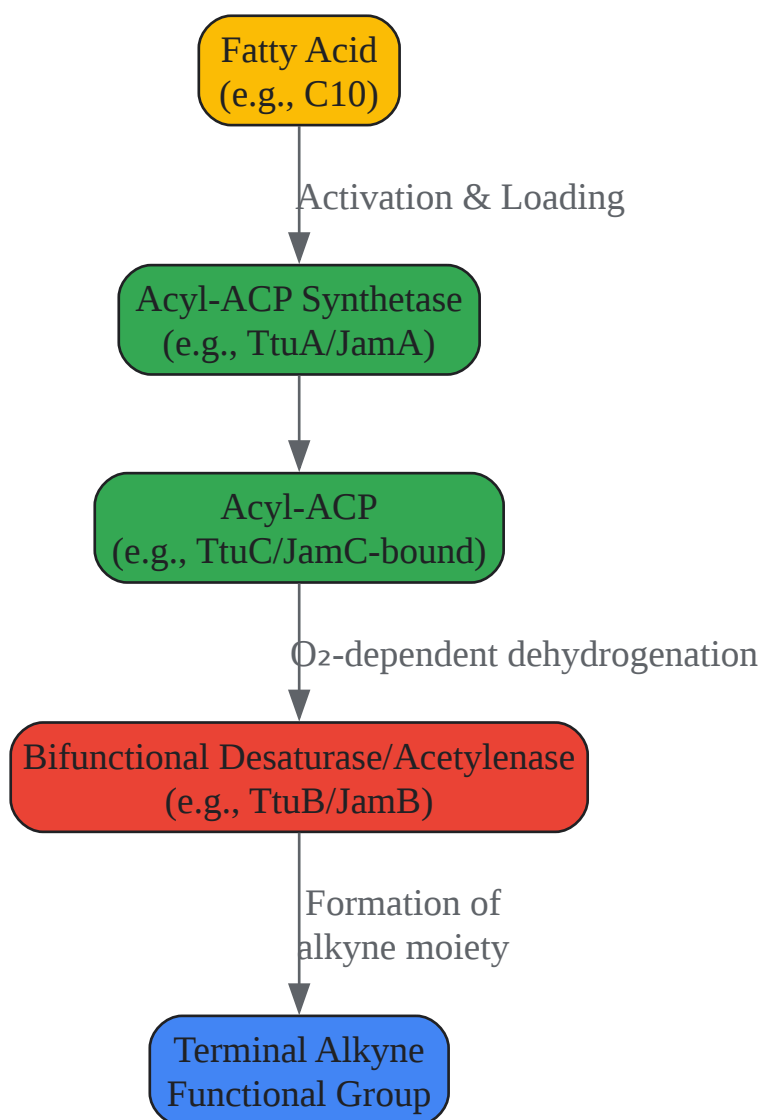 Fatty Acid
(e.g., C10)
Activation & Loading
Acyl-ACP Synthetase
(e.g., TtuA/JamA)
Acyl-ACP
(e.g., TtuC/JamC-bound)
O₂-dependent dehydrogenation
Bifunctional Desaturase/Acetylenase
(e.g., TtuB/JamB)
Formation of
alkyne moiety
Terminal Alkyne
Functional Group